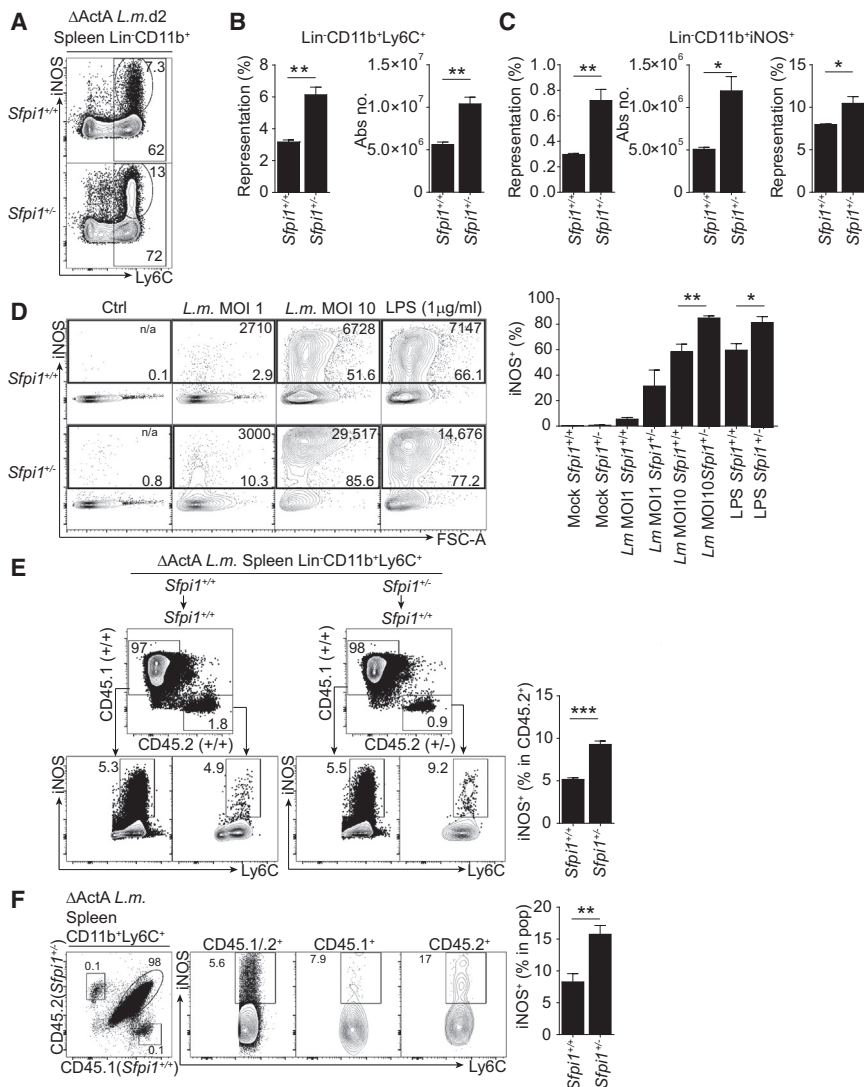 A
ΔActA L.m.d2
Spleen Lin-CD11b+
iNOS
7.3
Sfpi1+/+
62
13
Sfpi1+/-
72
Ly6C
B
Lin-CD11b+Ly6C+
Representation (%)
8
6
4
2
0
**
Sfpi1+/+
Sfpi1+/-
Abs no.
1.5×10⁷
1.0×10⁷
5.0×10⁶
0
**
Sfpi1+/+
Sfpi1+/-
C
Lin-CD11b+iNOS+
Representation (%)
1.0
0.8
0.6
0.4
0.2
0.0
**
Sfpi1+/+
Sfpi1+/-
Abs no.
1.5×10⁶
1.0×10⁶
5.0×10⁵
0
*
Sfpi1+/+
Sfpi1+/-
Representation (%)
15
10
5
0
*
Sfpi1+/+
Sfpi1+/-
D
Ctrl
L.m. MOI 1
L.m. MOI 10
LPS (1μg/ml)
iNOS
Sfpi1+/+
n/a
0.1
2710
2.9
6728
51.6
7147
66.1
Sfpi1+/-
n/a
0.8
3000
10.3
29,517
85.6
14,676
77.2
FSC-A
iNOS+ (%)
100
80
60
40
20
0
**
*
Mock Sfpi1+/+
Mock Sfpi1+/-
Lm MOI1 Sfpi1+/+
Lm MOI1 Sfpi1+/-
Lm MOI10 Sfpi1+/+
Lm MOI10Sfpi1+/-
LPS Sfpi1+/+
LPS Sfpi1+/-
E
ΔActA L.m. Spleen Lin-CD11b+Ly6C+
Sfpi1+/+
Sfpi1+/+
Sfpi1+/-
Sfpi1+/+
CD45.1 (+/+)
97
1.8
CD45.2 (+/+)
CD45.1 (+/+)
98
0.9
CD45.2 (+/-)
iNOS
5.3
4.9
Ly6C
iNOS
5.5
9.2
Ly6C
iNOS+ (% in CD45.2+)
15
10
5
0
***
Sfpi1+/+
Sfpi1+/-
F
ΔActA L.m.
Spleen
CD11b+Ly6C+
CD45.2(Sfpi1+/-)
0.1
98
0.1
CD45.1(Sfpi1+/+)
iNOS
CD45.1/.2+
5.6
CD45.1+
7.9
CD45.2+
17
Ly6C
iNOS+ (% in pop)
20
15
10
5
0
**
Sfpi1+/+
Sfpi1+/-